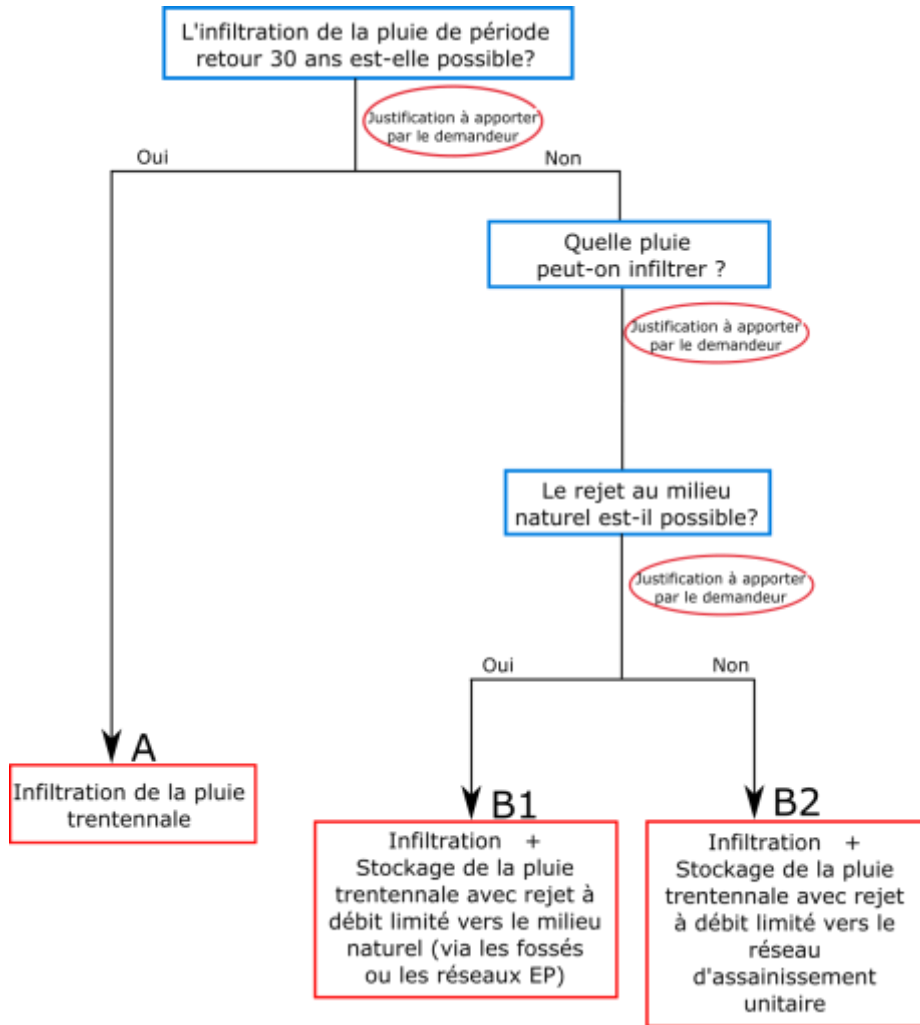 L'infiltration de la pluie de période
retour 30 ans est-elle possible?
Justification à apporter
par le demandeur
Oui
Non
Quelle pluie
peut-on infiltrer ?
Justification à apporter
par le demandeur
Le rejet au milieu
naturel est-il possible?
Justification à apporter
par le demandeur
Oui
Non
A
Infiltration de la pluie
trentennale
B1
Infiltration +
Stockage de la pluie
trentennale avec rejet à
débit limité vers le milieu
naturel (via les fossés
ou les réseaux EP)
B2
Infiltration +
Stockage de la pluie
trentennale avec rejet
à débit limité vers le
réseau
d'assainissement
unitaire